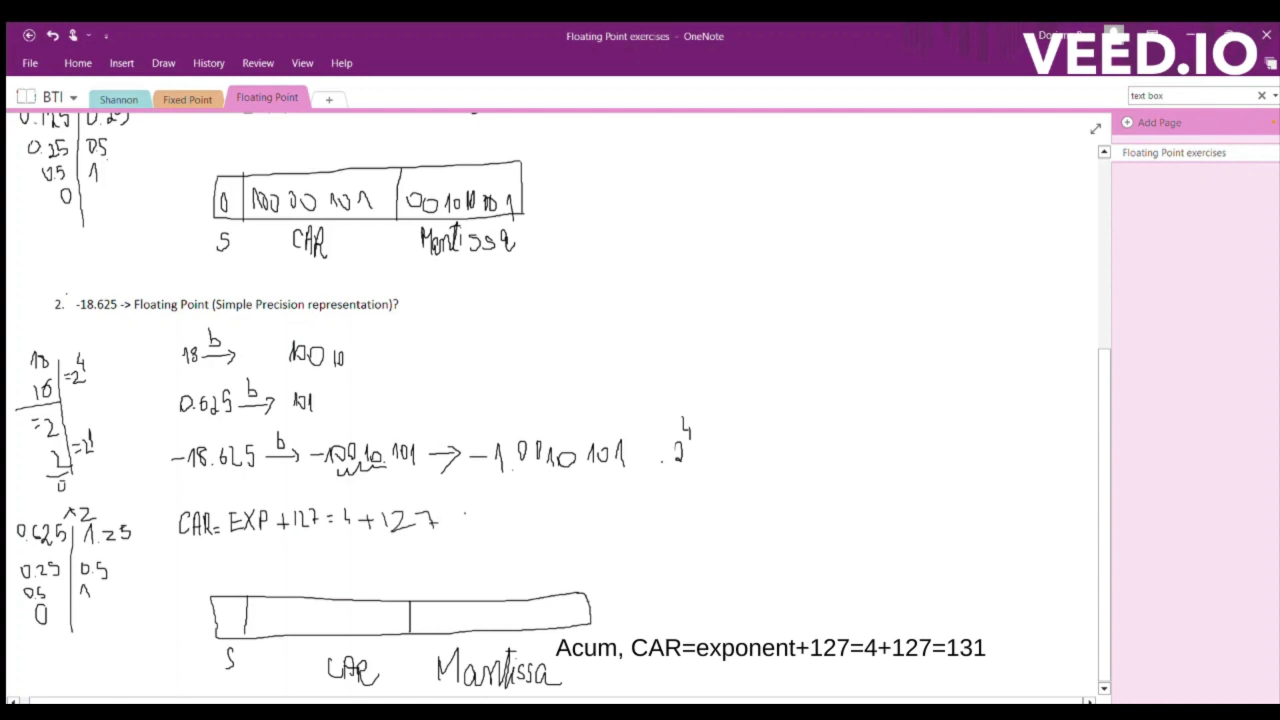 Floating Point exercises - OneNote
VEED.IO
File Home Insert Draw History Review View Help
BTI Shannon Fixed Point Floating Point +
text box
Add Page
Floating Point exercises
0.125 0.25
0.25 0.5
0.5 1
0
0 10000101 00101101
S CAR Mantissa
2. -18.625 -> Floating Point (Simple Precision representation)?
18
16 =2^4
=2
2 =2^1
0
18 b→ 10010
0.625 b→ 101
-18.625 b→ -10010.101 → -1.0010101 . 2^4
CAR= EXP +127 = 4 +127
×2
0.625 1.25
0.25 0.5
0.5 1
0
S CAR Mantissa
Acum, CAR=exponent+127=4+127=131